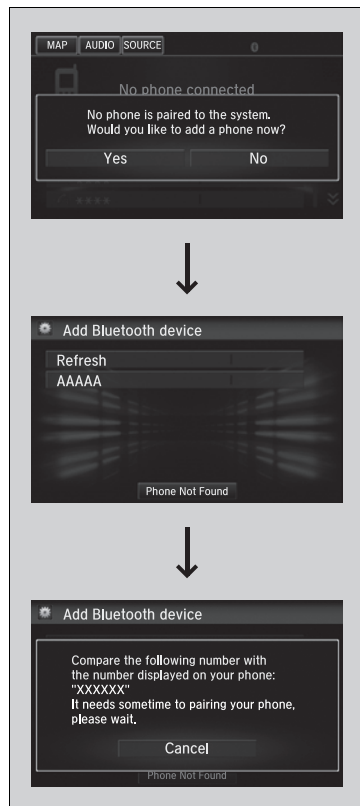 MAP AUDIO SOURCE
No phone connected
No phone is paired to the system.
Would you like to add a phone now?
Yes No
****
Add Bluetooth device
Refresh
AAAAA
Phone Not Found
Add Bluetooth device
Compare the following number with
the number displayed on your phone:
"XXXXXX"
It needs sometime to pairing your phone,
please wait.
Cancel
Phone Not Found